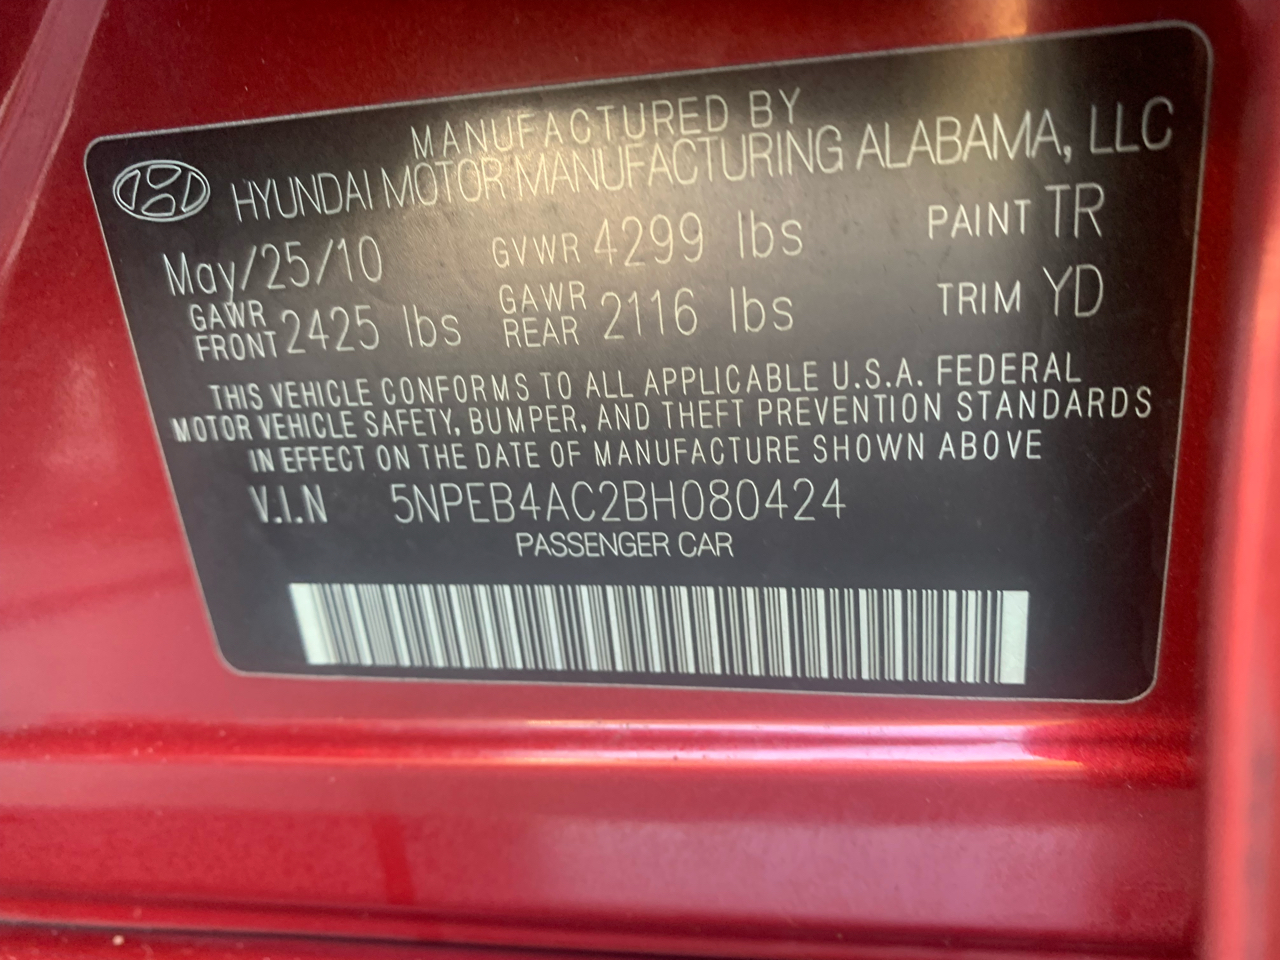 MANUFACTURED BY
HYUNDAI MOTOR MANUFACTURING ALABAMA, LLC
May/25/10 GVWR 4299 lbs PAINT TR
GAWR FRONT 2425 lbs GAWR REAR 2116 lbs TRIM YD
THIS VEHICLE CONFORMS TO ALL APPLICABLE U.S.A. FEDERAL
MOTOR VEHICLE SAFETY, BUMPER, AND THEFT PREVENTION STANDARDS
IN EFFECT ON THE DATE OF MANUFACTURE SHOWN ABOVE
V.I.N 5NPEB4AC2BH080424
PASSENGER CAR